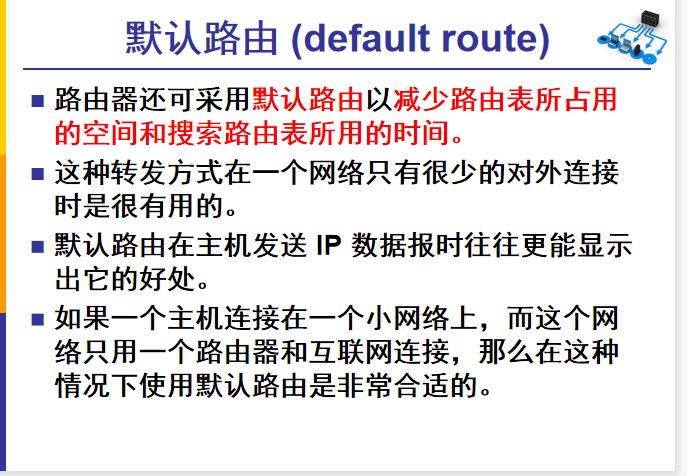 默认路由 (default route)
■ 路由器还可采用默认路由以减少路由表所占用
的空间和搜索路由表所用的时间。
■ 这种转发方式在一个网络只有很少的对外连接
时是很有用的。
■ 默认路由在主机发送 IP 数据报时往往更能显示
出它的好处。
■ 如果一个主机连接在一个小网络上，而这个网
络只用一个路由器和互联网连接，那么在这种
情况下使用默认路由是非常合适的。